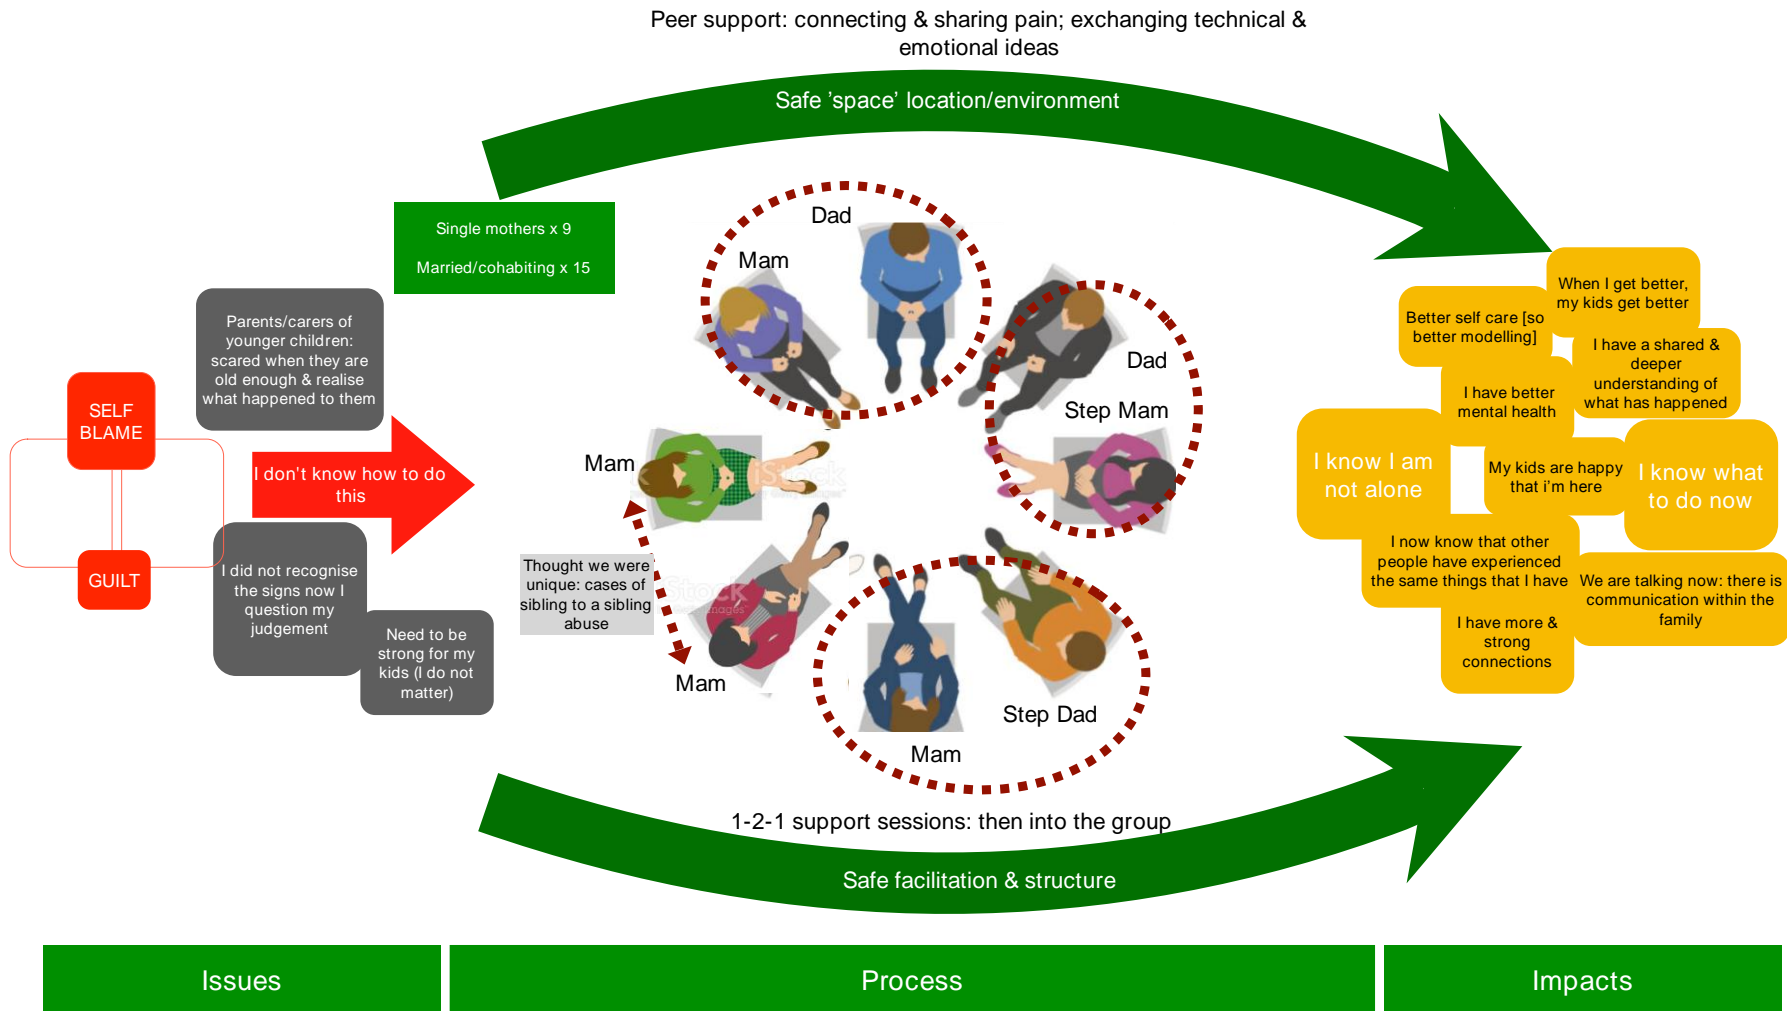 Peer support: connecting & sharing pain; exchanging technical &
emotional ideas
Safe ’space’ location/environment
Single mothers x 9
Married/cohabiting x 15
Parents/carers of
younger children:
scared when they are
old enough & realise
what happened to them
SELF
BLAME
I don't know how to do
this
GUILT
I did not recognise
the signs now I
question my
judgement
Need to be
strong for my
kids (I do not
matter)
Dad
Mam
Dad
Step Mam
Mam
iStock
Thought we were
unique: cases of
sibling to a sibling
abuse
Mam
Step Dad
Mam
1-2-1 support sessions: then into the group
Safe facilitation & structure
When I get better,
my kids get better
Better self care [so
better modelling]
I have a shared &
deeper
understanding of
what has happened
I have better
mental health
I know I am
not alone
My kids are happy
that i’m here
I know what
to do now
I now know that other
people have experienced
the same things that I have
We are talking now: there is
communication within the
family
I have more &
strong
connections
Issues
Process
Impacts